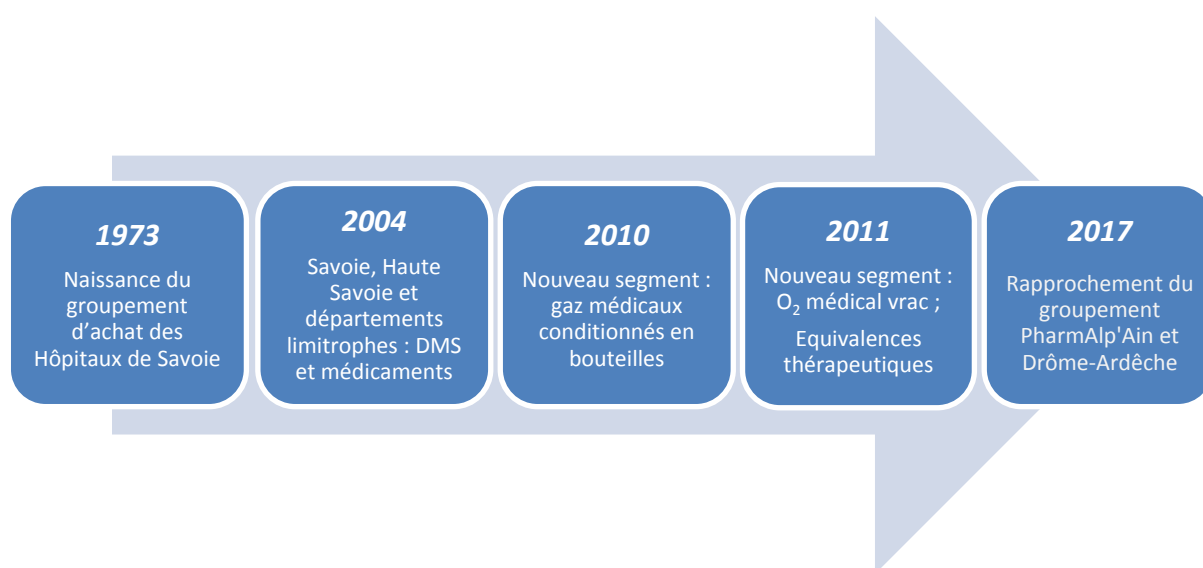 1973
Naissance du
groupement
d’achat des
Hôpitaux de Savoie
2004
Savoie, Haute
Savoie et
départements
limitrophes : DMS
et médicaments
2010
Nouveau segment :
gaz médicaux
conditionnés en
bouteilles
2011
Nouveau segment :
O₂ médical vrac ;
Equivalences
thérapeutiques
2017
Rapprochement du
groupement
PharmAlp'Ain et
Drôme-Ardêche